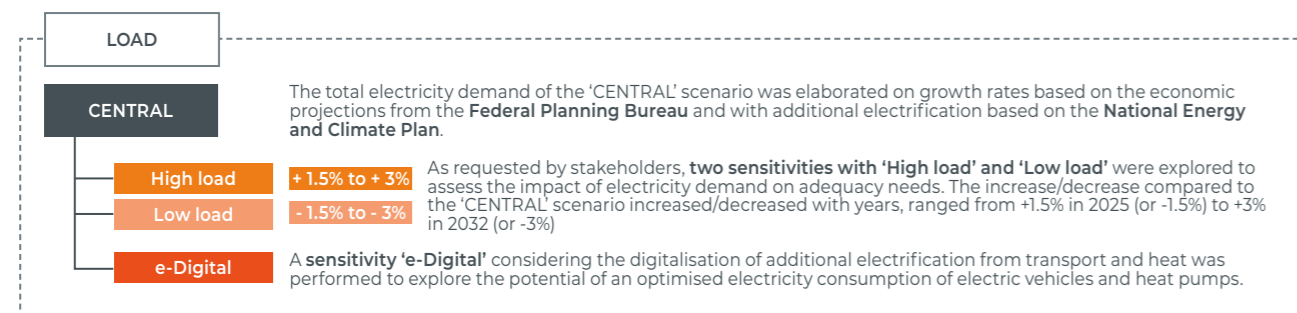 LOAD
CENTRAL
The total electricity demand of the ‘CENTRAL’ scenario was elaborated on growth rates based on the economic
projections from the Federal Planning Bureau and with additional electrification based on the National Energy
and Climate Plan.
High load
+ 1.5% to + 3%
Low load
- 1.5% to - 3%
As requested by stakeholders, two sensitivities with ‘High load’ and ‘Low load’ were explored to
assess the impact of electricity demand on adequacy needs. The increase/decrease compared to
the ‘CENTRAL’ scenario increased/decreased with years, ranged from +1.5% in 2025 (or -1.5%) to +3%
in 2032 (or -3%)
e-Digital
A sensitivity ‘e-Digital’ considering the digitalisation of additional electrification from transport and heat was
performed to explore the potential of an optimised electricity consumption of electric vehicles and heat pumps.